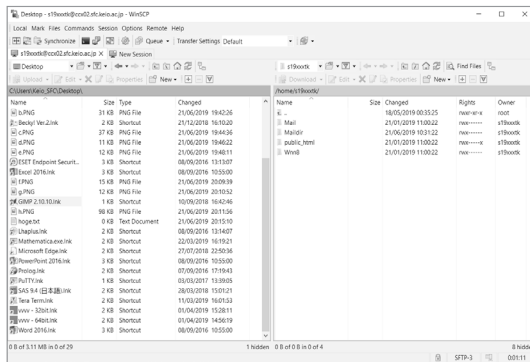 Desktop - s19xxxtk@ccx02.sfc.keio.ac.jp - WinSCP
Local Mark Files Commands Session Options Remote Help
Synchronize Queue Transfer Settings Default
s19xxxtk@ccx02.sfc.keio.ac.jp New Session
Desktop s19xxxtk Find Files
Upload Edit Properties New Download Edit Properties New
C:\Users\Keio_SFC\Desktop\ /home/s19xxxtk/
Name Size Type Changed Name Size Changed Rights Owner
b.PNG 31 KB PNG File 21/06/2019 19:42:26 .. 18/05/2019 00:35:25 rwxr-xr-x root
Becky! Ver.2.lnk 2 KB Shortcut 21/12/2018 16:10:20 Mail 21/01/2019 11:00:22 rwx------ s19xxxtk
c.PNG 37 KB PNG File 21/06/2019 19:44:36 Maildir 21/06/2019 10:31:22 rwx------ s19xxxtk
d.PNG 11 KB PNG File 21/06/2019 19:46:22 public_html 21/01/2019 11:00:22 rwx-----x s19xxxtk
e.PNG 12 KB PNG File 21/06/2019 19:48:11 Wnn8 21/01/2019 11:00:22 rwx------ s19xxxtk
ESET Endpoint Securit... 3 KB Shortcut 08/09/2016 13:13:07
Excel 2016.lnk 3 KB Shortcut 08/09/2016 10:55:00
f.PNG 15 KB PNG File 21/06/2019 20:09:39
g.PNG 12 KB PNG File 21/06/2019 20:10:52
GIMP 2.10.10.lnk 1 KB Shortcut 10/09/2018 16:42:46
h.PNG 98 KB PNG File 21/06/2019 20:11:56
hoge.txt 0 KB Text Document 21/06/2019 20:15:10
Lhaplus.lnk 2 KB Shortcut 08/09/2016 13:14:07
Mathematica.exe.lnk 2 KB Shortcut 22/03/2019 16:19:21
Microsoft Edge.lnk 2 KB Shortcut 27/07/2018 22:50:36
PowerPoint 2016.lnk 3 KB Shortcut 08/09/2016 10:55:00
Prolog.lnk 2 KB Shortcut 07/09/2016 17:19:43
PuTTY.lnk 1 KB Shortcut 03/03/2017 13:39:05
SAS 9.4 (日本語).lnk 2 KB Shortcut 28/03/2018 15:01:21
Tera Term.lnk 2 KB Shortcut 11/03/2019 16:01:53
vvvv - 32bit.lnk 2 KB Shortcut 01/04/2019 15:28:11
vvvv - 64bit.lnk 2 KB Shortcut 01/04/2019 14:56:19
Word 2016.lnk 3 KB Shortcut 08/09/2016 10:55:00
0 B of 3.11 MB in 0 of 29 1 hidden 0 B of 0 B in 0 of 4 8 hidde
SFTP-3 0:01:11